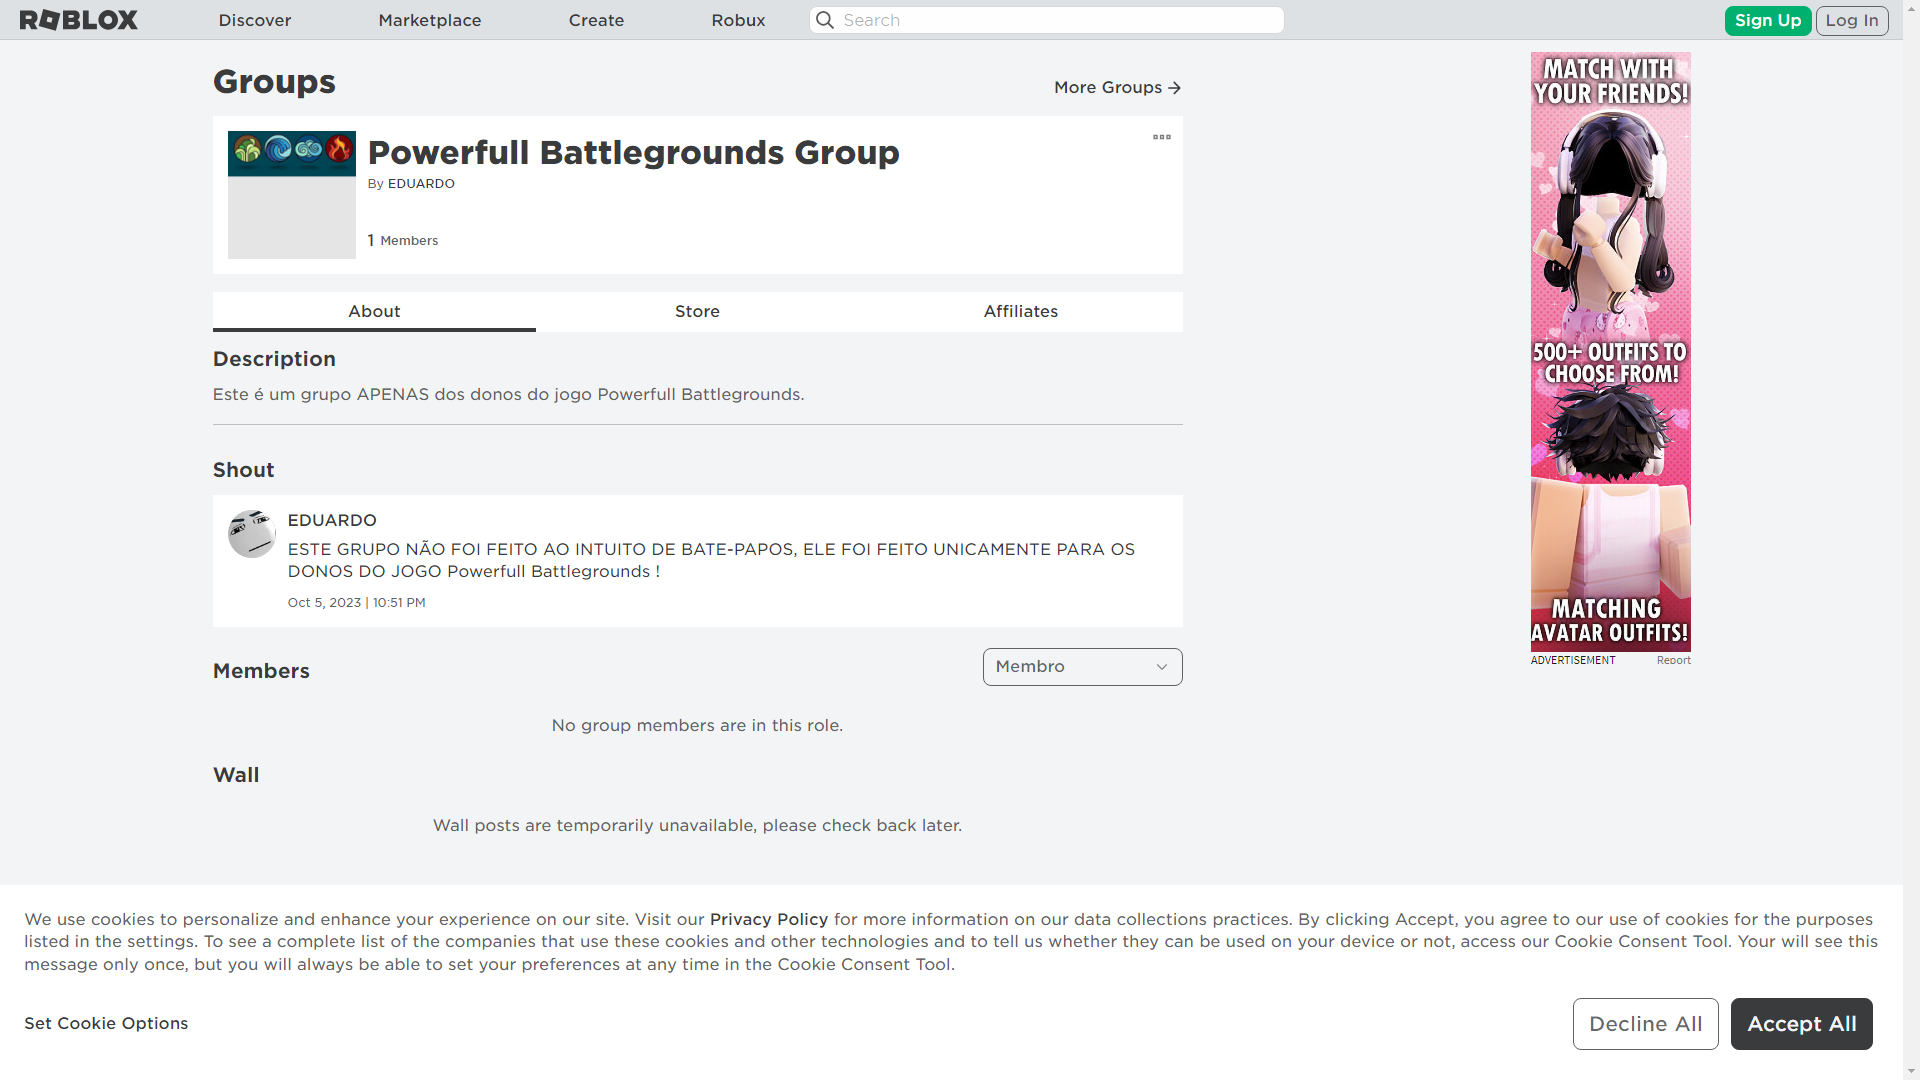 ROBLOX
Discover
Marketplace
Create
Robux
Search
Sign Up
Log In
Groups
More Groups
Powerfull Battlegrounds Group
By EDUARDO
1 Members
About
Store
Affiliates
Description
Este é um grupo APENAS dos donos do jogo Powerfull Battlegrounds.
Shout
EDUARDO
ESTE GRUPO NÃO FOI FEITO AO INTUITO DE BATE-PAPOS, ELE FOI FEITO UNICAMENTE PARA OS
DONOS DO JOGO Powerfull Battlegrounds !
Oct 5, 2023 | 10:51 PM
Members
Membro
No group members are in this role.
Wall
Wall posts are temporarily unavailable, please check back later.
MATCH WITH
YOUR FRIENDS!
500+ OUTFITS TO
CHOOSE FROM!
MATCHING
AVATAR OUTFITS!
ADVERTISEMENT
Report
We use cookies to personalize and enhance your experience on our site. Visit our Privacy Policy for more information on our data collections practices. By clicking Accept, you agree to our use of cookies for the purposes
listed in the settings. To see a complete list of the companies that use these cookies and other technologies and to tell us whether they can be used on your device or not, access our Cookie Consent Tool. Your will see this
message only once, but you will always be able to set your preferences at any time in the Cookie Consent Tool.
Set Cookie Options
Decline All
Accept All